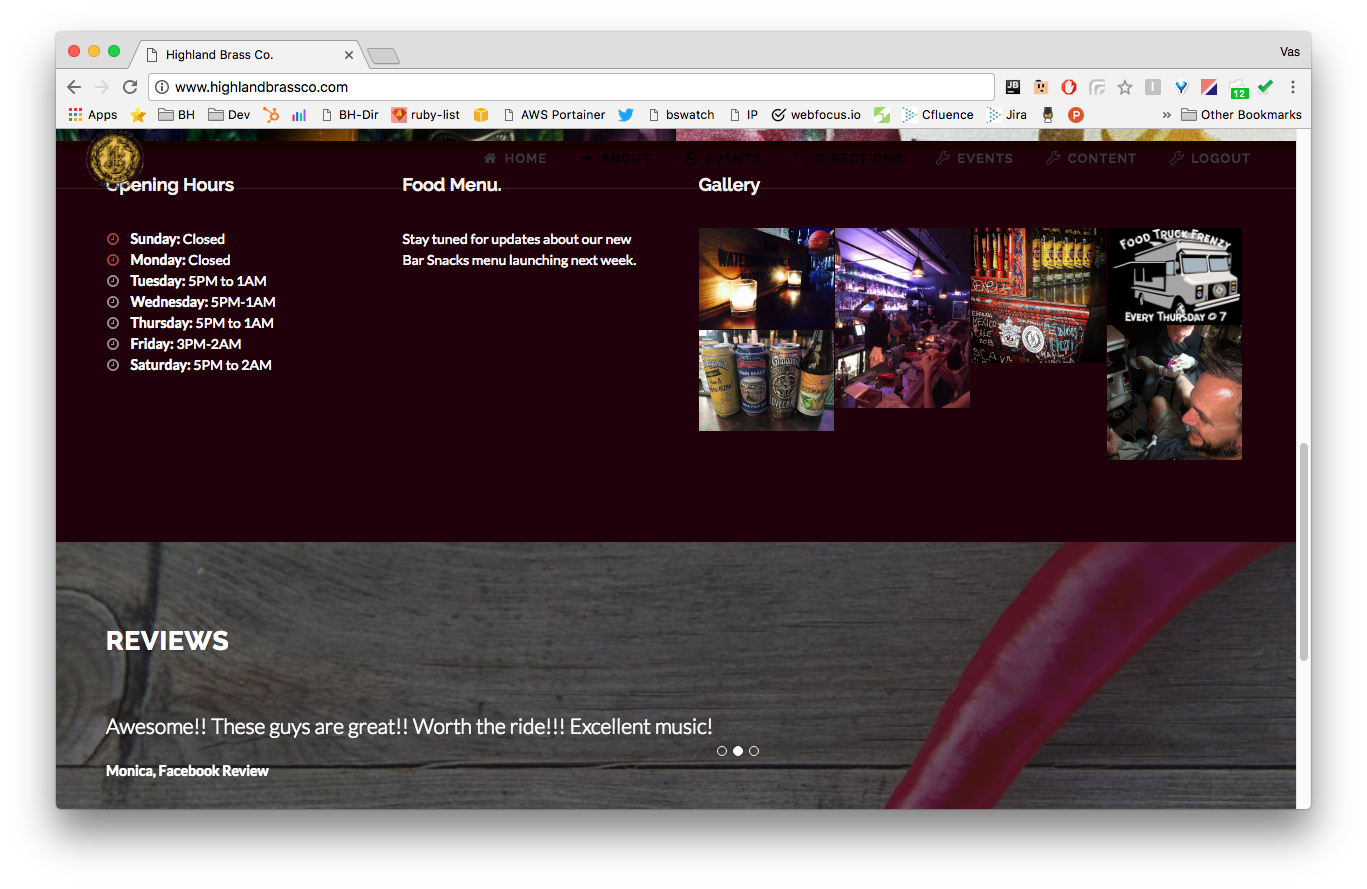 Highland Brass Co.
Vas
www.highlandbrassco.com
JB
12
Apps
BH
Dev
BH-Dir
ruby-list
AWS Portainer
bswatch
IP
webfocus.io
Cfluence
Jira
P
» Other Bookmarks
HOME ABOUT EVENTS DIRECTIONS EVENTS CONTENT LOGOUT
Opening Hours
Sunday: Closed
Monday: Closed
Tuesday: 5PM to 1AM
Wednesday: 5PM-1AM
Thursday: 5PM to 1AM
Friday: 3PM-2AM
Saturday: 5PM to 2AM
Food Menu.
Stay tuned for updates about our new
Bar Snacks menu launching next week.
Gallery
FOOD TRUCK FRENZY
EVERY THURSDAY @ 7
REVIEWS
Awesome!! These guys are great!! Worth the ride!!! Excellent music!
Monica, Facebook Review